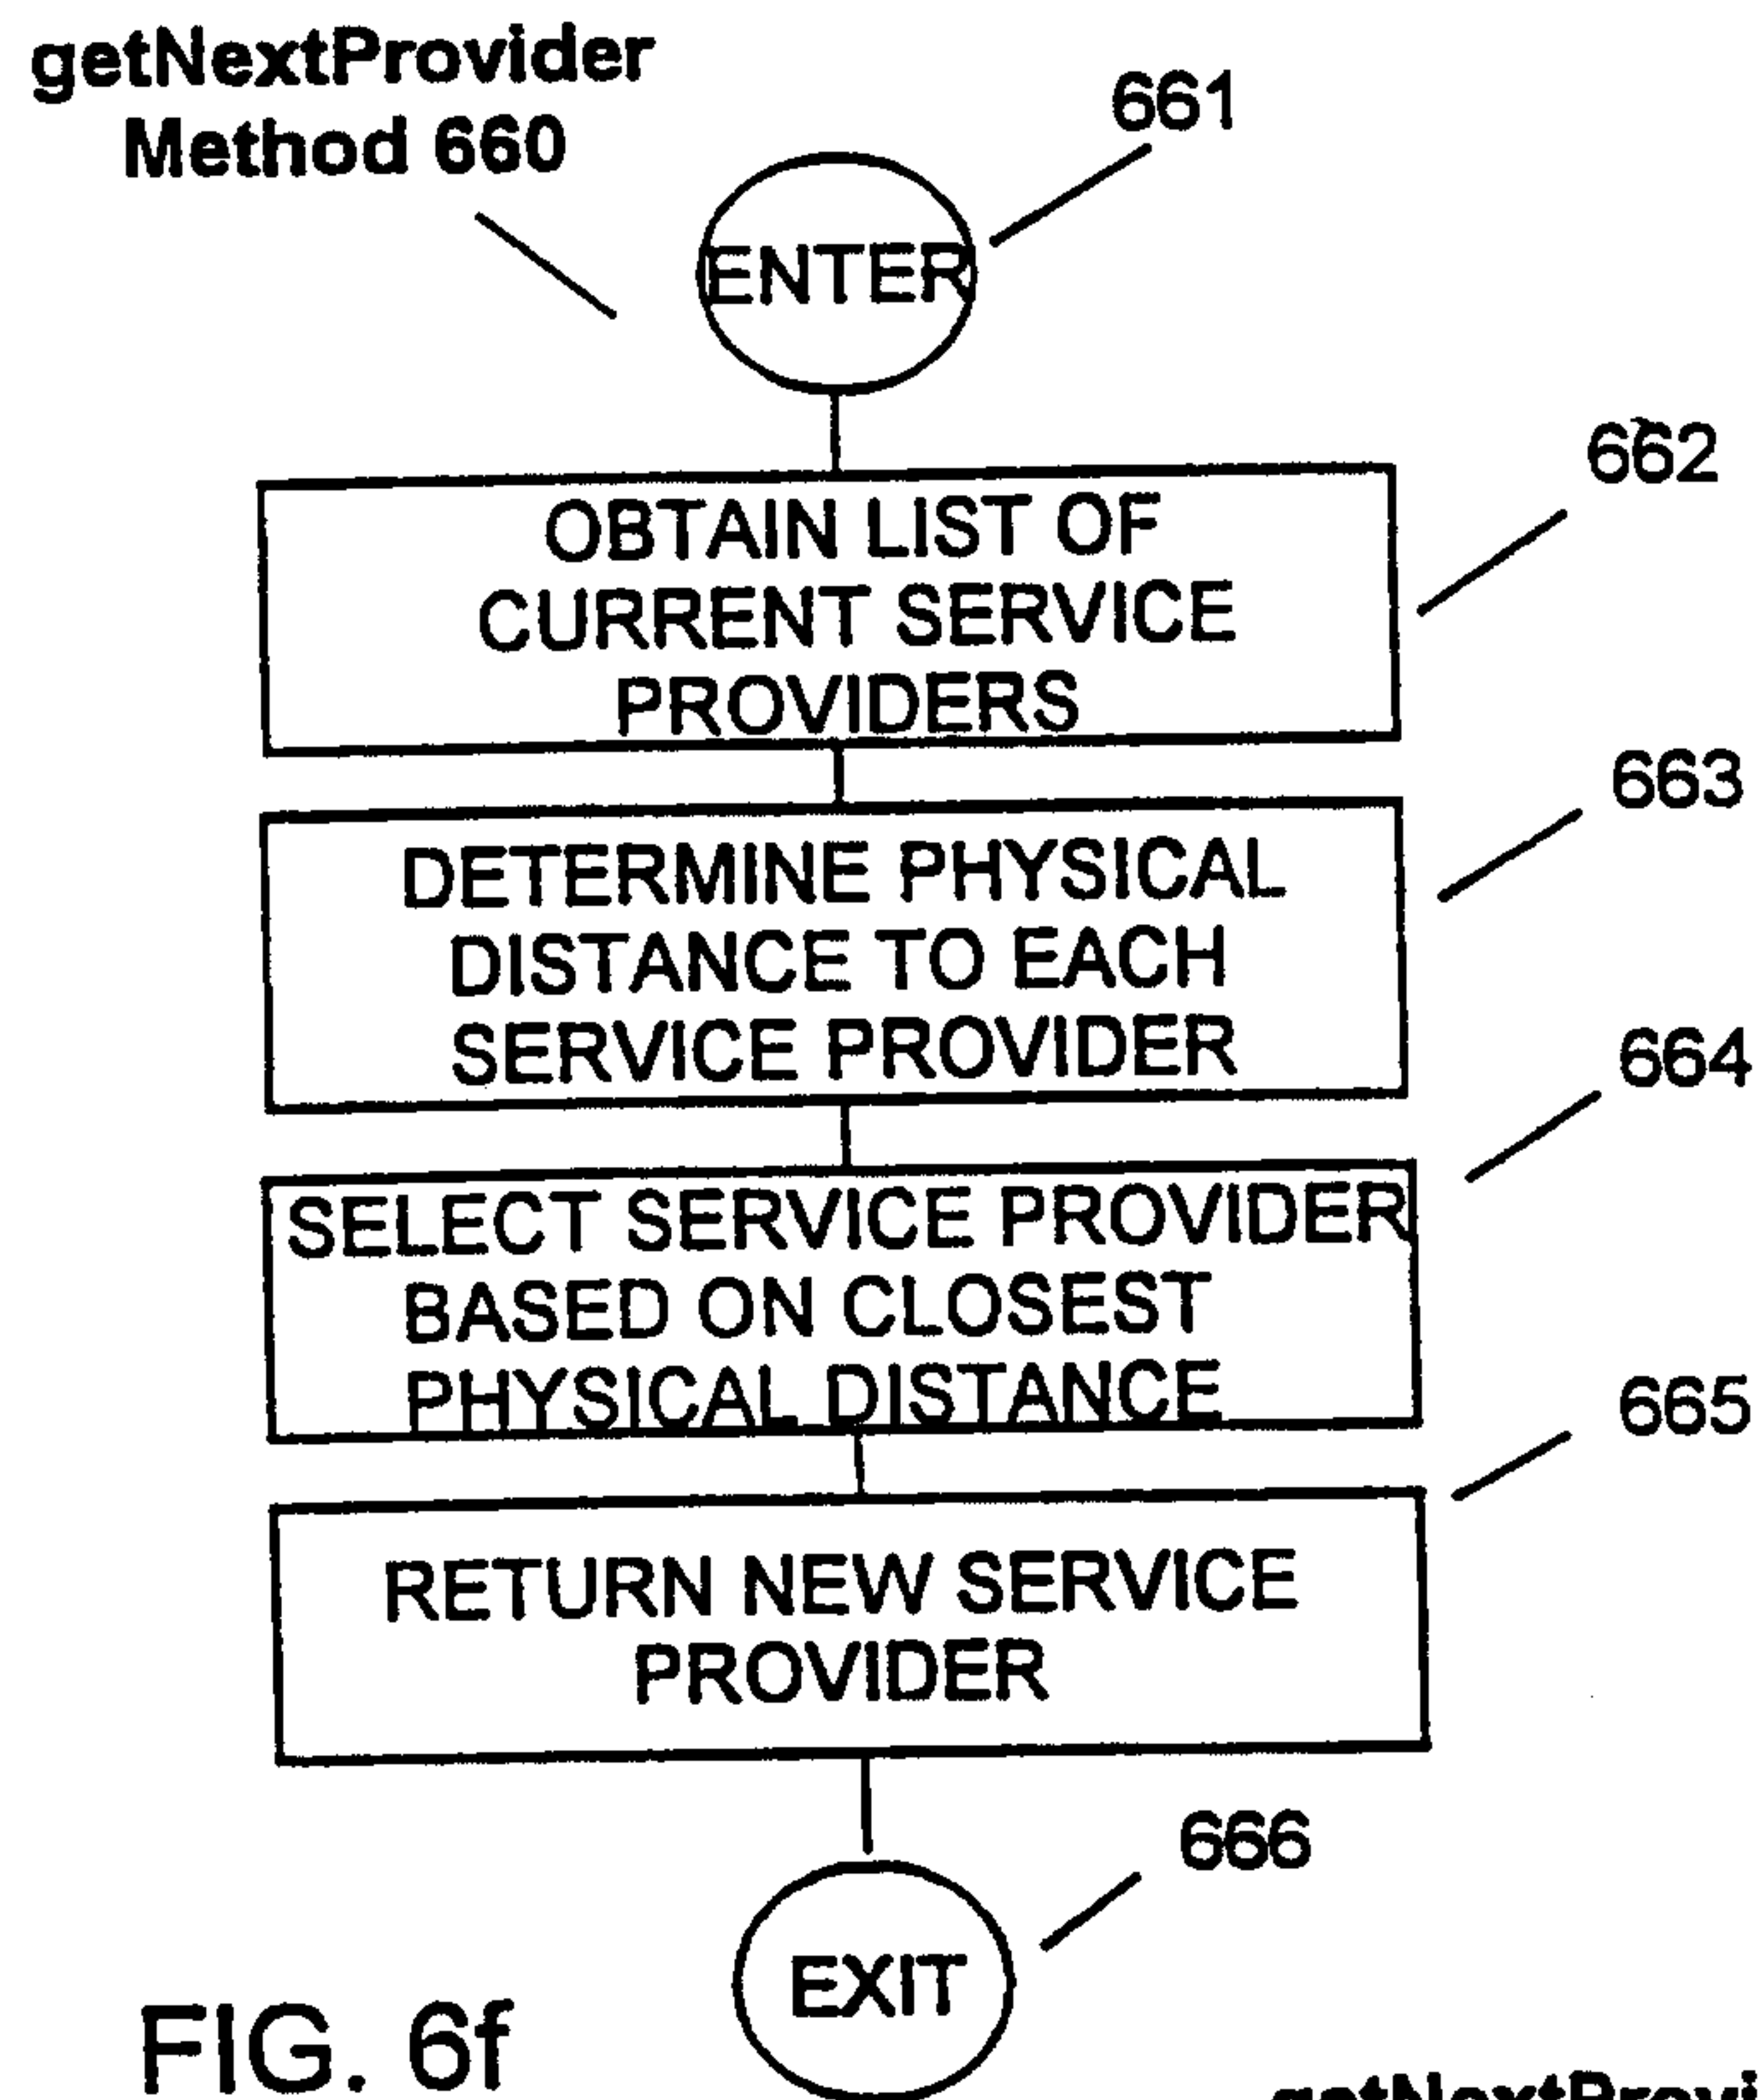 getNextProvider
Method 660
661
ENTER
662
OBTAIN LIST OF
CURRENT SERVICE
PROVIDERS
663
DETERMINE PHYSICAL
DISTANCE TO EACH
SERVICE PROVIDER
664
SELECT SERVICE PROVIDER
BASED ON CLOSEST
PHYSICAL DISTANCE
665
RETURN NEW SERVICE
PROVIDER
666
EXIT
FIG. 6f